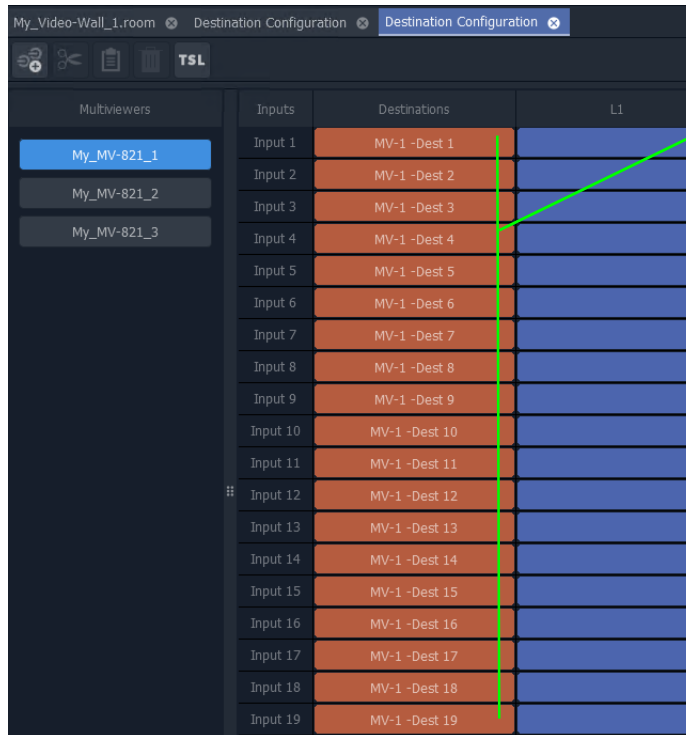 My_Video-Wall_1.room Destination Configuration Destination Configuration
TSL
Multiviewers Inputs Destinations L1
My_MV-821_1
My_MV-821_2
My_MV-821_3
Input 1 MV-1 -Dest 1
Input 2 MV-1 -Dest 2
Input 3 MV-1 -Dest 3
Input 4 MV-1 -Dest 4
Input 5 MV-1 -Dest 5
Input 6 MV-1 -Dest 6
Input 7 MV-1 -Dest 7
Input 8 MV-1 -Dest 8
Input 9 MV-1 -Dest 9
Input 10 MV-1 -Dest 10
Input 11 MV-1 -Dest 11
Input 12 MV-1 -Dest 12
Input 13 MV-1 -Dest 13
Input 14 MV-1 -Dest 14
Input 15 MV-1 -Dest 15
Input 16 MV-1 -Dest 16
Input 17 MV-1 -Dest 17
Input 18 MV-1 -Dest 18
Input 19 MV-1 -Dest 19